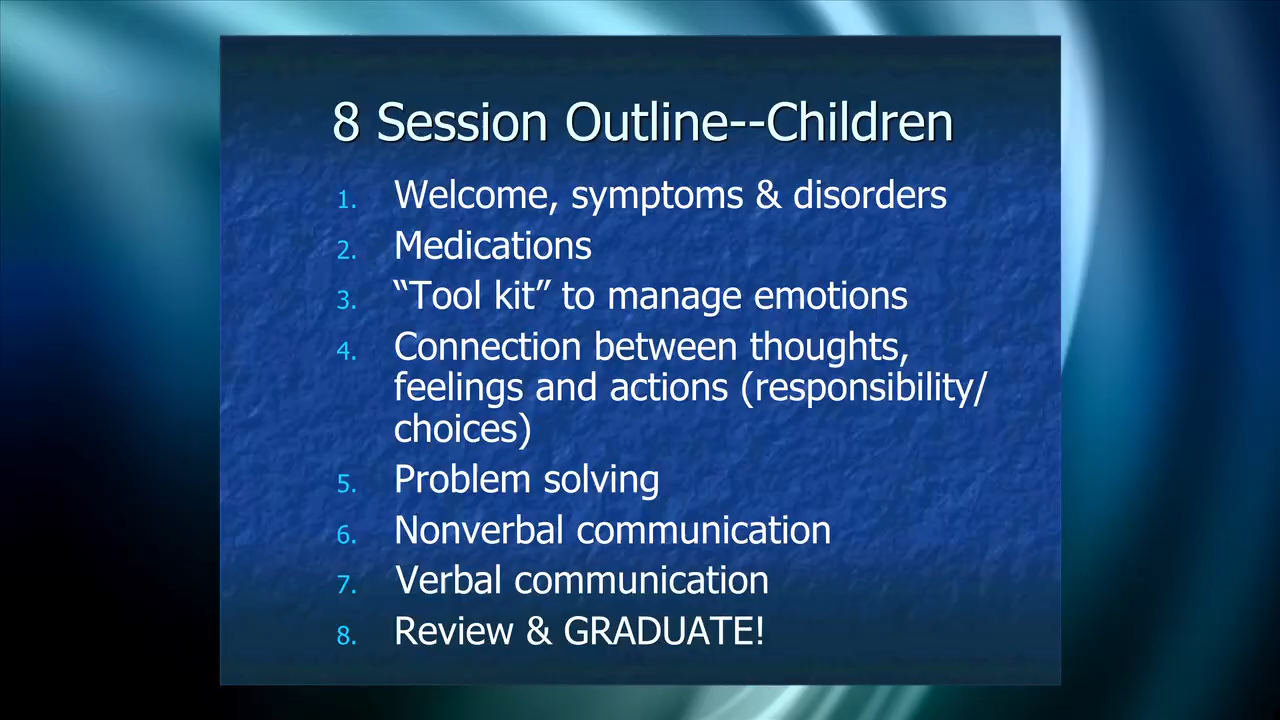 8 Session Outline--Children
1. Welcome, symptoms & disorders
2. Medications
3. “Tool kit” to manage emotions
4. Connection between thoughts,
feelings and actions (responsibility/
choices)
5. Problem solving
6. Nonverbal communication
7. Verbal communication
8. Review & GRADUATE!